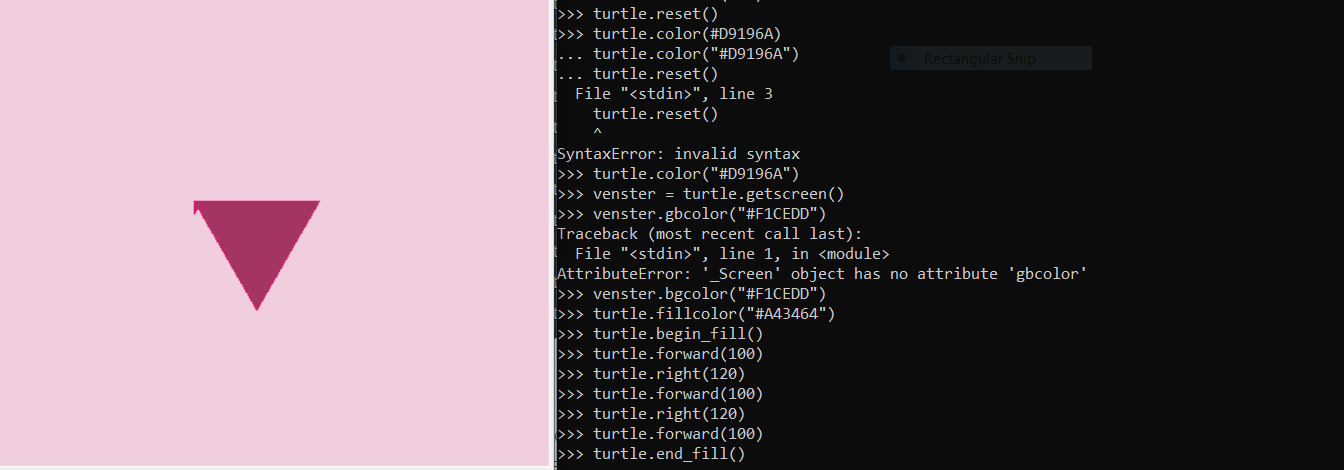 >>> turtle.reset()
>>> turtle.color(#D9196A)
... turtle.color("#D9196A")
Rectangular Snip
... turtle.reset()
  File "<stdin>", line 3
    turtle.reset()
    ^
SyntaxError: invalid syntax
>>> turtle.color("#D9196A")
>>> venster = turtle.getscreen()
>>> venster.gbcolor("#F1CEDD")
Traceback (most recent call last):
  File "<stdin>", line 1, in <module>
AttributeError: '_Screen' object has no attribute 'gbcolor'
>>> venster.bgcolor("#F1CEDD")
>>> turtle.fillcolor("#A43464")
>>> turtle.begin_fill()
>>> turtle.forward(100)
>>> turtle.right(120)
>>> turtle.forward(100)
>>> turtle.right(120)
>>> turtle.forward(100)
>>> turtle.end_fill()